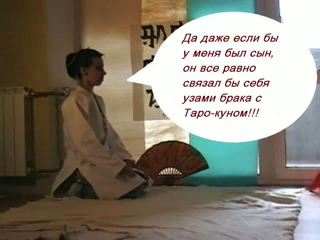 Да даже если бы
у меня был сын,
он все равно
связал бы себя
узами брака с
Таро-куном!!!